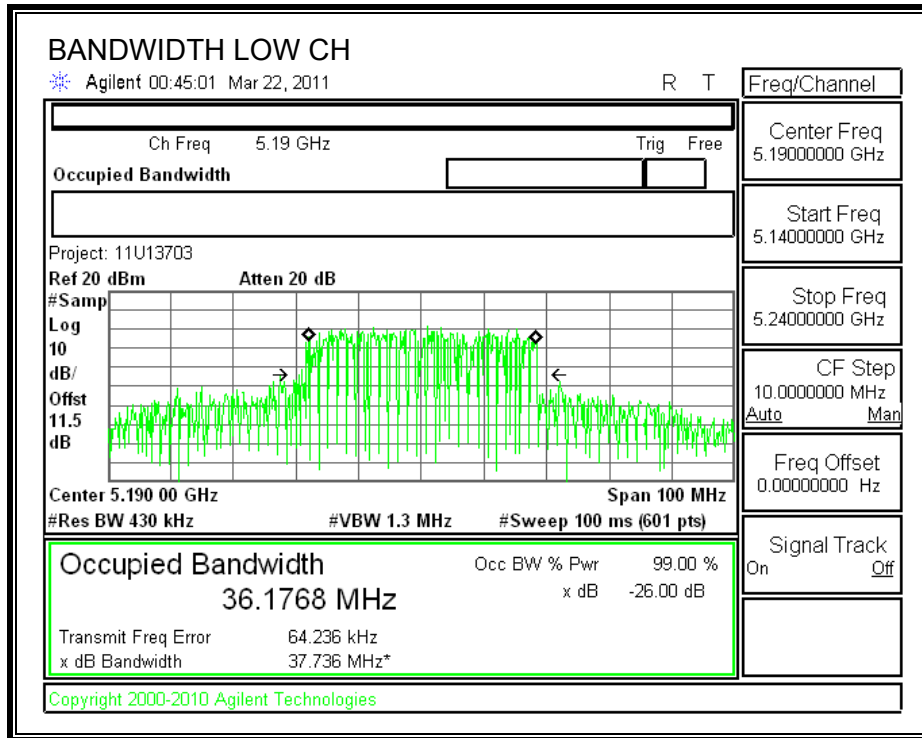 BANDWIDTH LOW CH
Agilent 00:45:01 Mar 22, 2011 R T
Freq/Channel
Ch Freq 5.19 GHz Trig Free
Occupied Bandwidth
Center Freq
5.19000000 GHz
Start Freq
5.14000000 GHz
Stop Freq
5.24000000 GHz
CF Step
10.0000000 MHz
Auto Man
Freq Offset
0.00000000 Hz
Signal Track
On Off
Project: 11U13703
Ref 20 dBm Atten 20 dB
#Samp
Log
10
dB/
Offst
11.5
dB
Center 5.190 00 GHz Span 100 MHz
#Res BW 430 kHz #VBW 1.3 MHz #Sweep 100 ms (601 pts)
Occupied Bandwidth Occ BW % Pwr 99.00 %
36.1768 MHz x dB -26.00 dB
Transmit Freq Error 64.236 kHz
x dB Bandwidth 37.736 MHz*
Copyright 2000-2010 Agilent Technologies